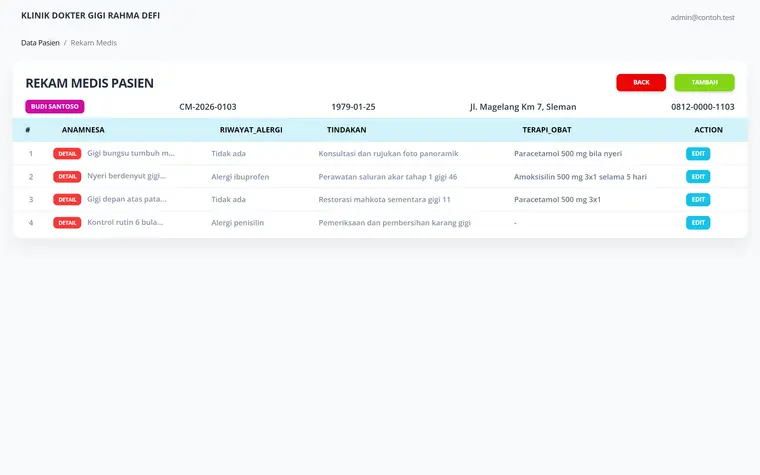 KLINIK DOKTER GIGI RAHMA DEFI
admin@contoh.test
Data Pasien / Rekam Medis
REKAM MEDIS PASIEN BACK TAMBAH
BUDI SANTOSO CM-2026-0103 1979-01-25 Jl. Magelang Km 7, Sleman 0812-0000-1103
# ANAMNESA RIWAYAT_ALERGI TINDAKAN TERAPI_OBAT ACTION
1 DETAIL Gigi bungsu tumbuh m... Tidak ada Konsultasi dan rujukan foto panoramik Paracetamol 500 mg bila nyeri EDIT
2 DETAIL Nyeri berdenyut gigi... Alergi ibuprofen Perawatan saluran akar tahap 1 gigi 46 Amoksisilin 500 mg 3x1 selama 5 hari EDIT
3 DETAIL Gigi depan atas pata... Tidak ada Restorasi mahkota sementara gigi 11 Paracetamol 500 mg 3x1 EDIT
4 DETAIL Kontrol rutin 6 bula... Alergi penisilin Pemeriksaan dan pembersihan karang gigi - EDIT